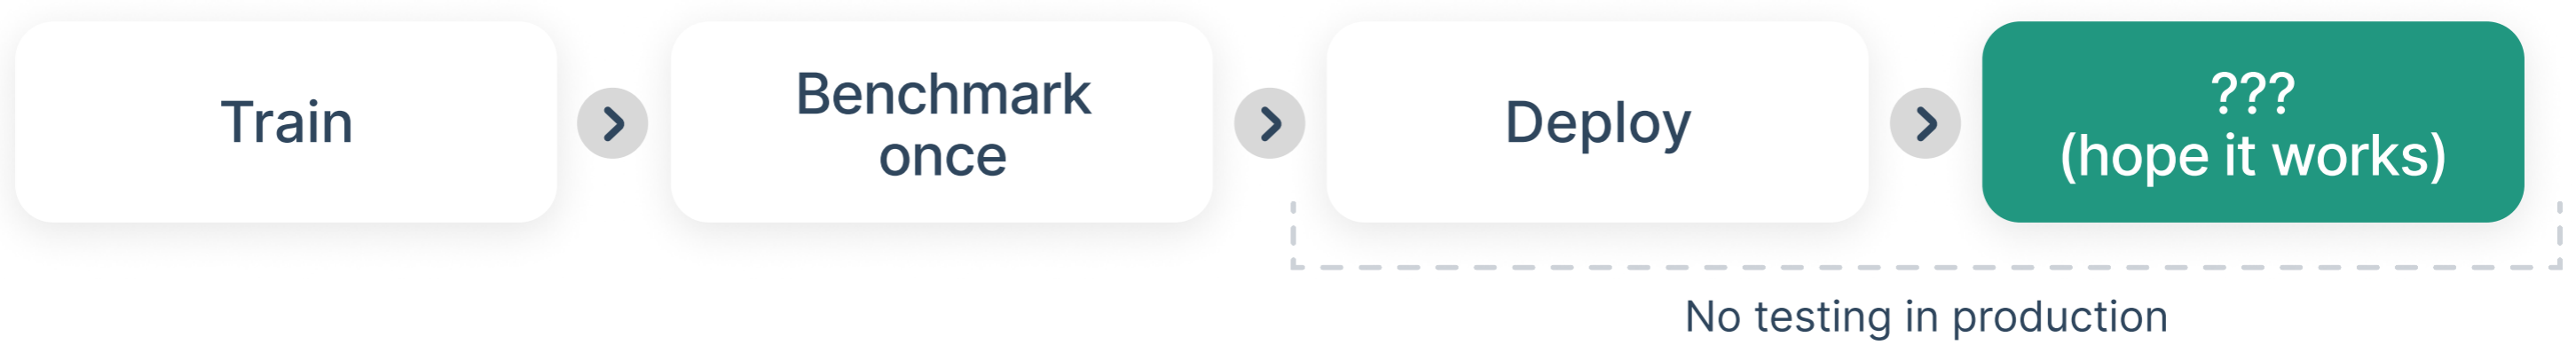 Train
Benchmark
once
Deploy
???
(hope it works)
No testing in production